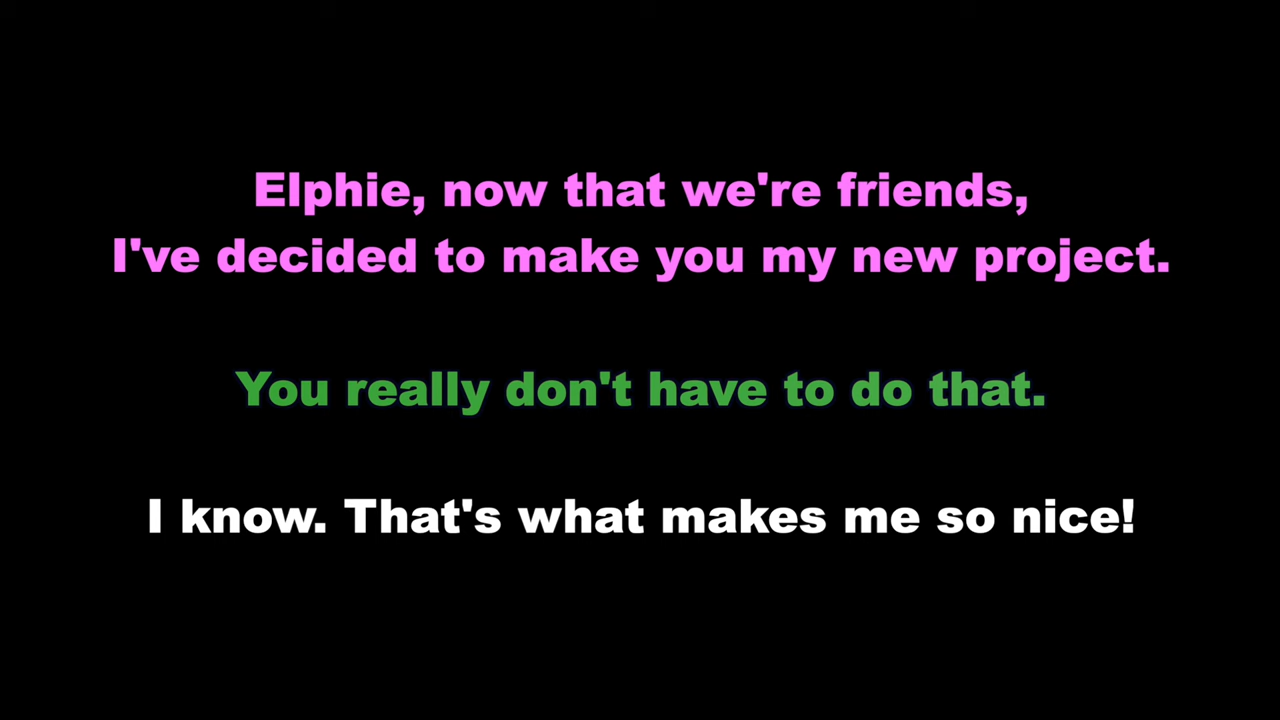 Elphie, now that we're friends,
I've decided to make you my new project.
You really don't have to do that.
I know. That's what makes me so nice!